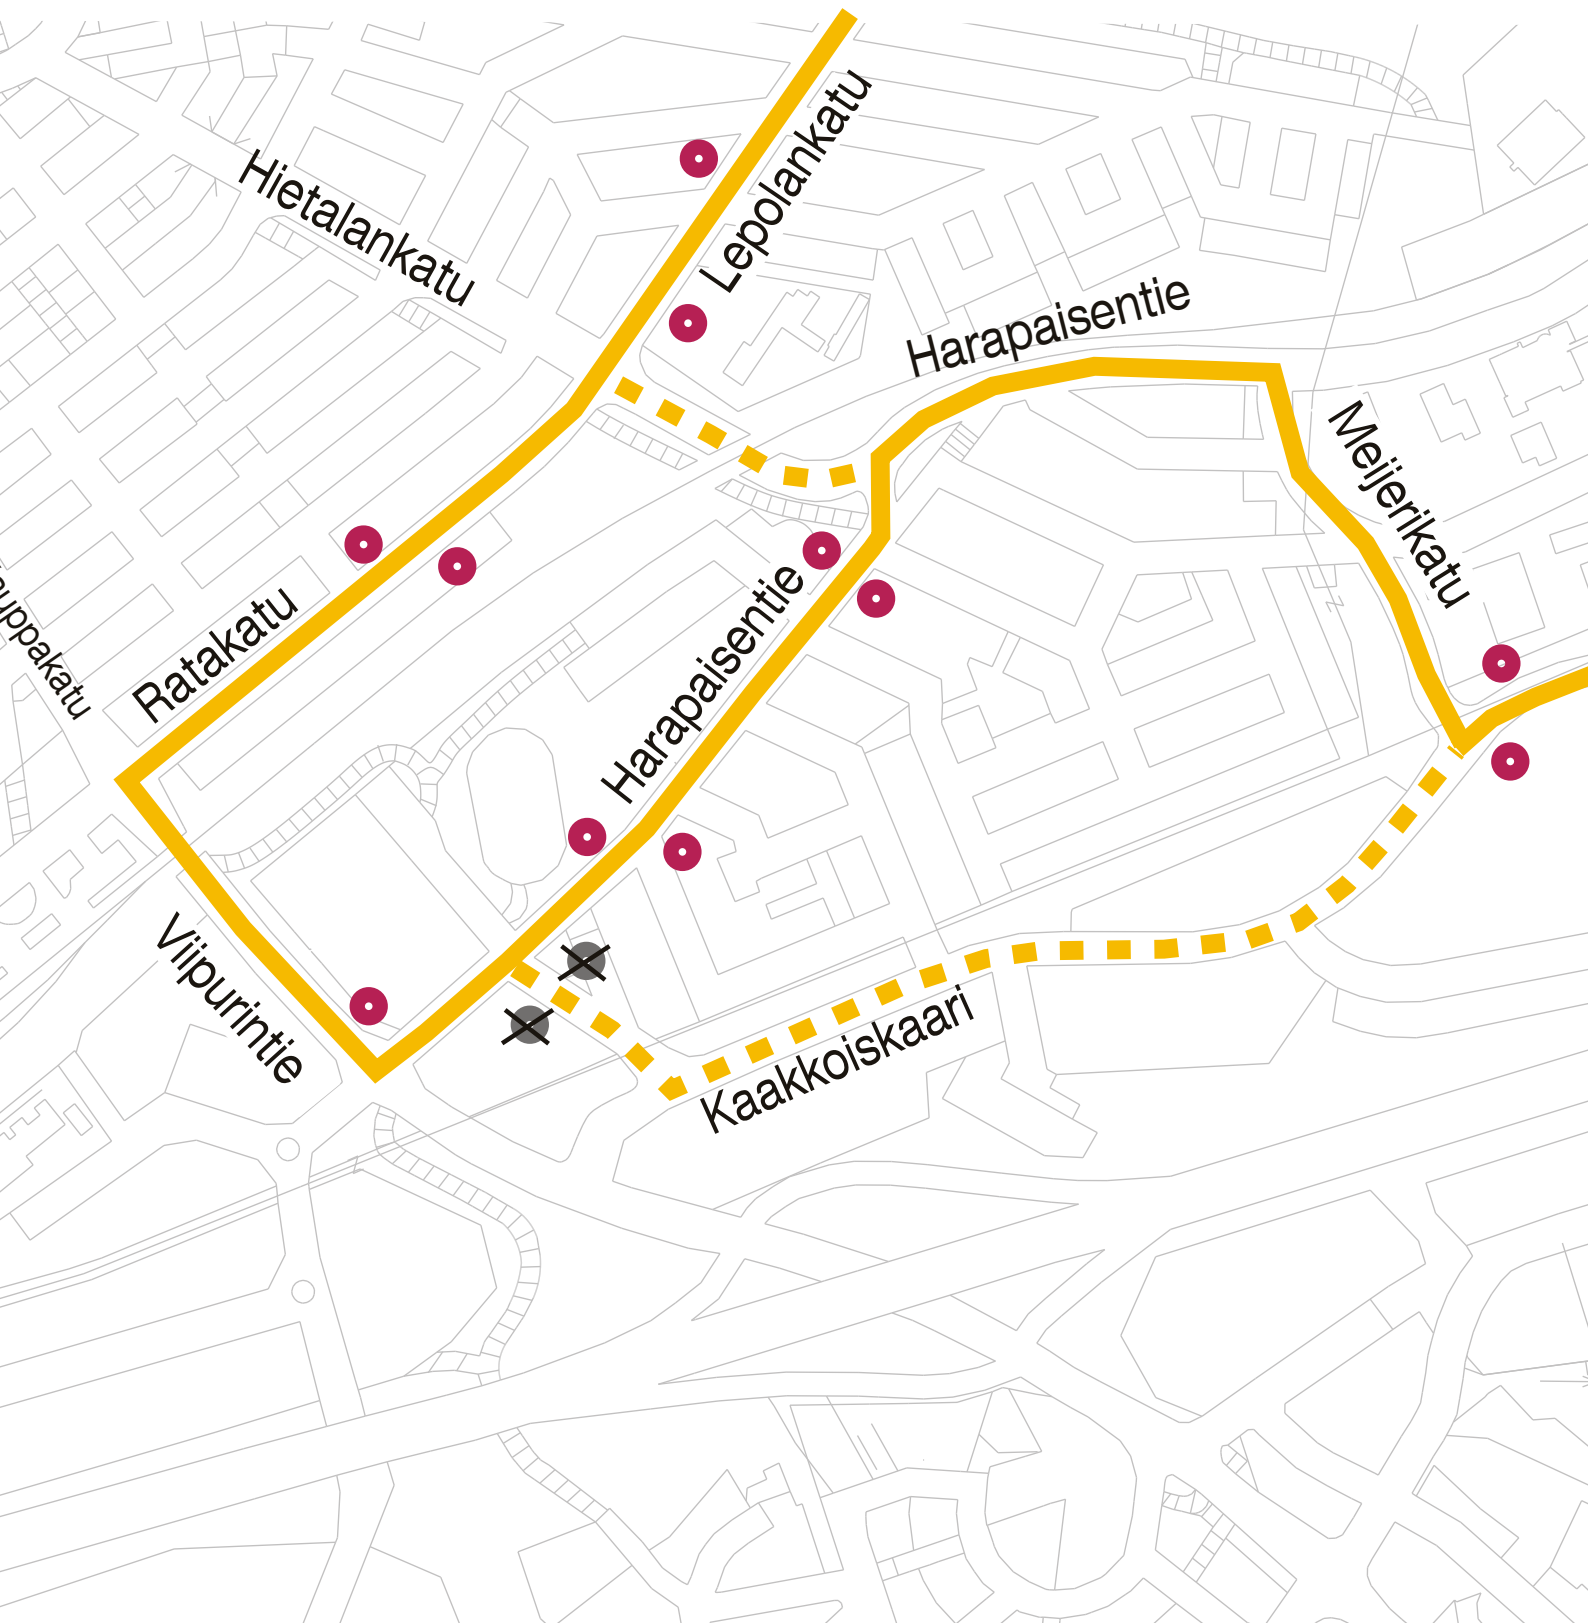 Lepolankatu
Hietalankatu
Harapaisentie
Meijerikatu
Ratakatu
Harapaisentie
Viipurintie
Kaakkoiskaari